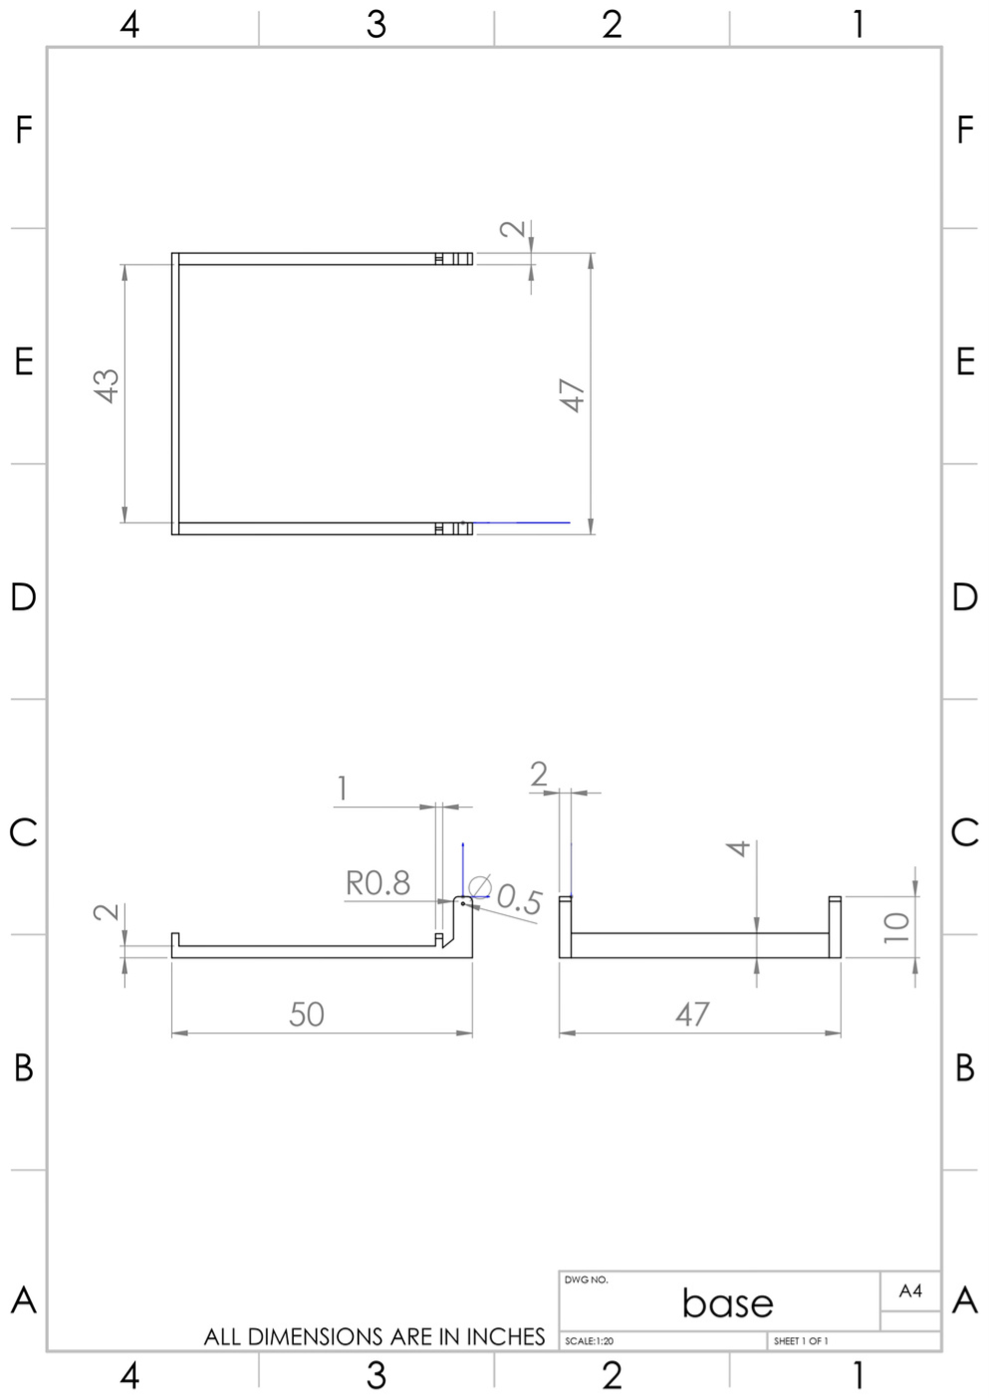 4 3 2 1
F F
2
E 43 47 E
D D
1 2
C 4 C
R0.8 Ø 0.5
2 10
50 47
B B
DWG NO.
base A4
A A
ALL DIMENSIONS ARE IN INCHES SCALE:1:20 SHEET 1 OF 1
4 3 2 1